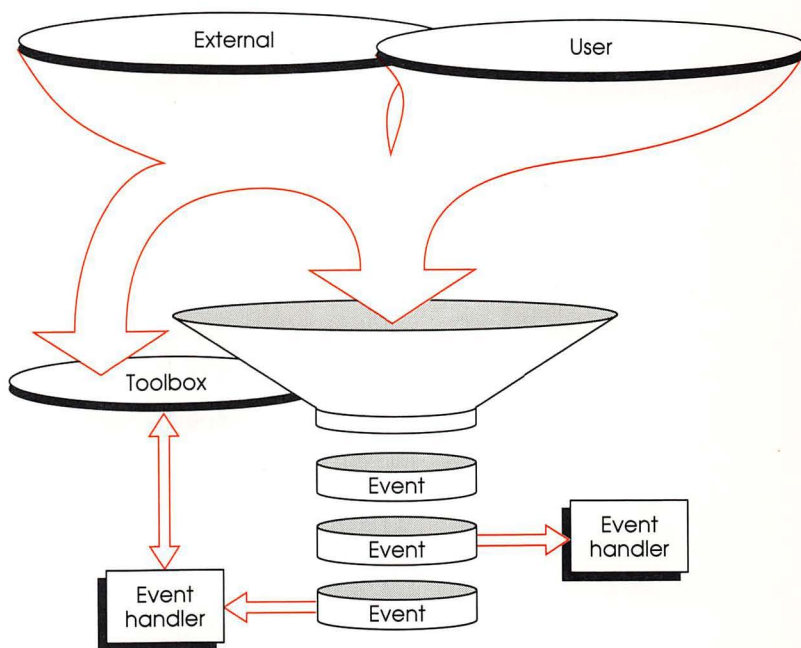 External
User
Toolbox
Event
Event
Event
handler
Event
handler
Event